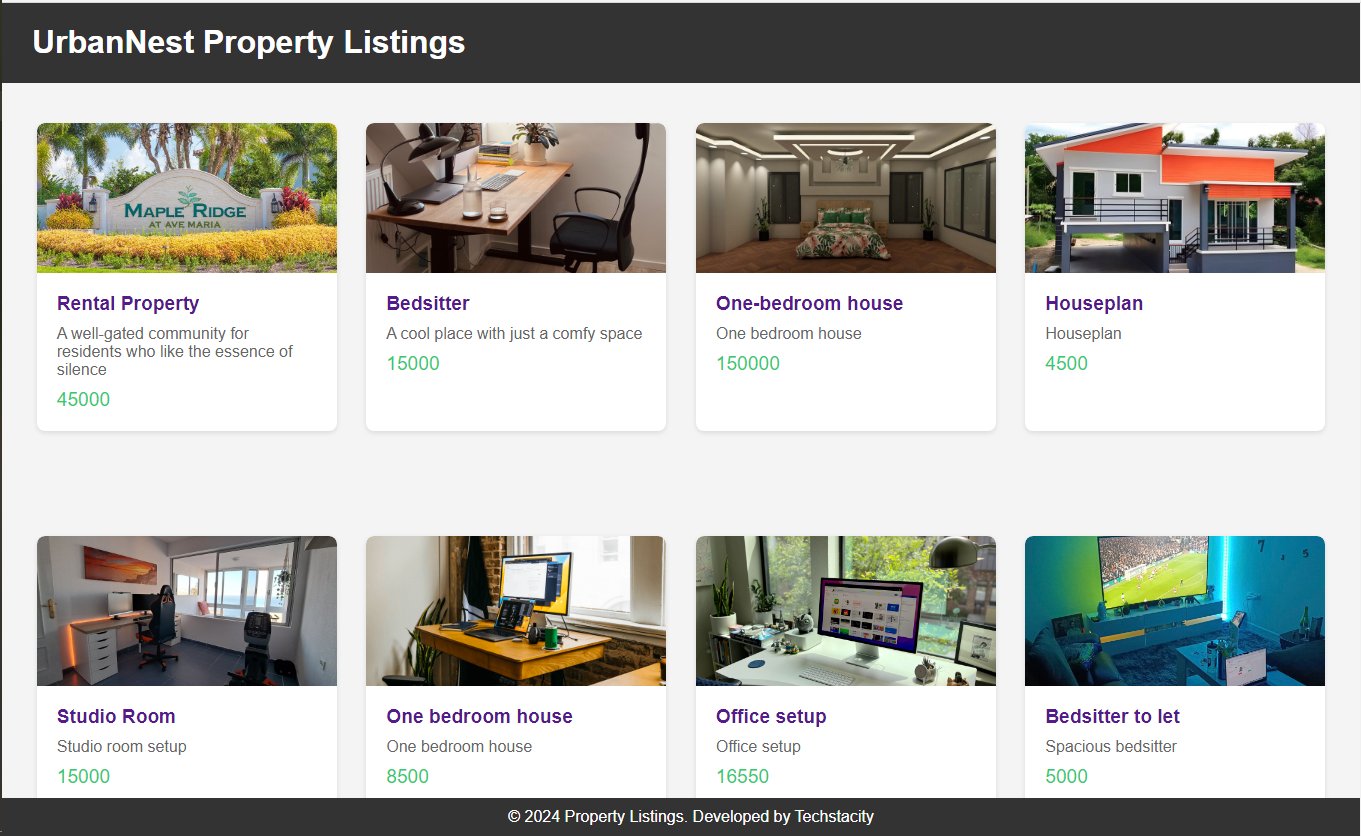 UrbanNest Property Listings
MAPLE RIDGE
AT AVE MARIA
Rental Property
A well-gated community for
residents who like the essence of
silence
45000
Bedsitter
A cool place with just a comfy space
15000
One-bedroom house
One bedroom house
150000
Houseplan
Houseplan
4500
Studio Room
Studio room setup
15000
One bedroom house
One bedroom house
8500
Office setup
Office setup
16550
7 5
Bedsitter to let
Spacious bedsitter
5000
© 2024 Property Listings. Developed by Techstacity